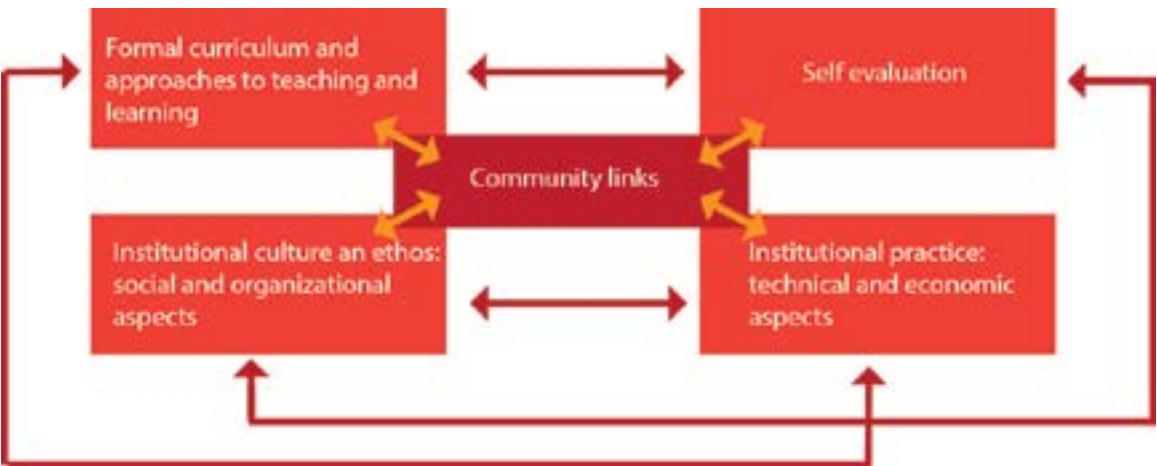 Formal curriculum and
approaches to teaching and
learning
Self evaluation
Community links
Institutional culture an ethos:
social and organizational
aspects
Institutional practice:
technical and economic
aspects